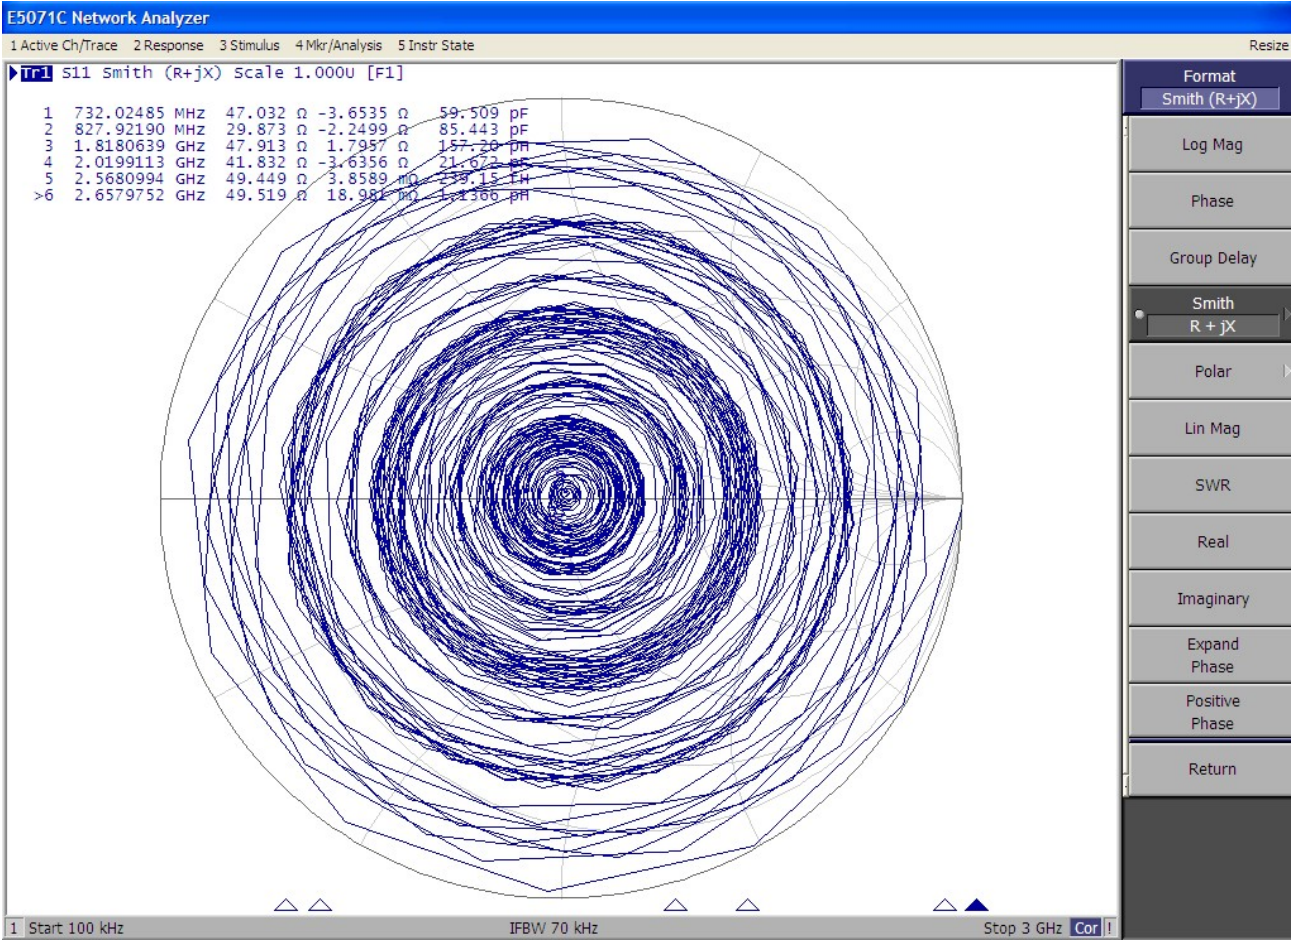 E5071C Network Analyzer
1 Active Ch/Trace 2 Response 3 Stimulus 4 Mkr/Analysis 5 Instr State Resize
Tr1 S11 Smith (R+jX) Scale 1.000U [F1]
1 732.02485 MHz 47.032 Ω -3.6535 Ω 59.509 pF
2 827.92190 MHz 29.873 Ω -2.2499 Ω 85.443 pF
3 1.8180639 GHz 47.913 Ω 1.7957 Ω 157.20 pH
4 2.0199113 GHz 41.832 Ω -3.6356 Ω 21.672 pF
5 2.5680994 GHz 49.449 Ω 3.8589 mΩ 239.15 fH
>6 2.6579752 GHz 49.519 Ω 18.981 mΩ 1.1366 pH
Format
Smith (R+jX)
Log Mag
Phase
Group Delay
Smith
R + jX
Polar
Lin Mag
SWR
Real
Imaginary
Expand
Phase
Positive
Phase
Return
1 Start 100 kHz IFBW 70 kHz Stop 3 GHz Cor !